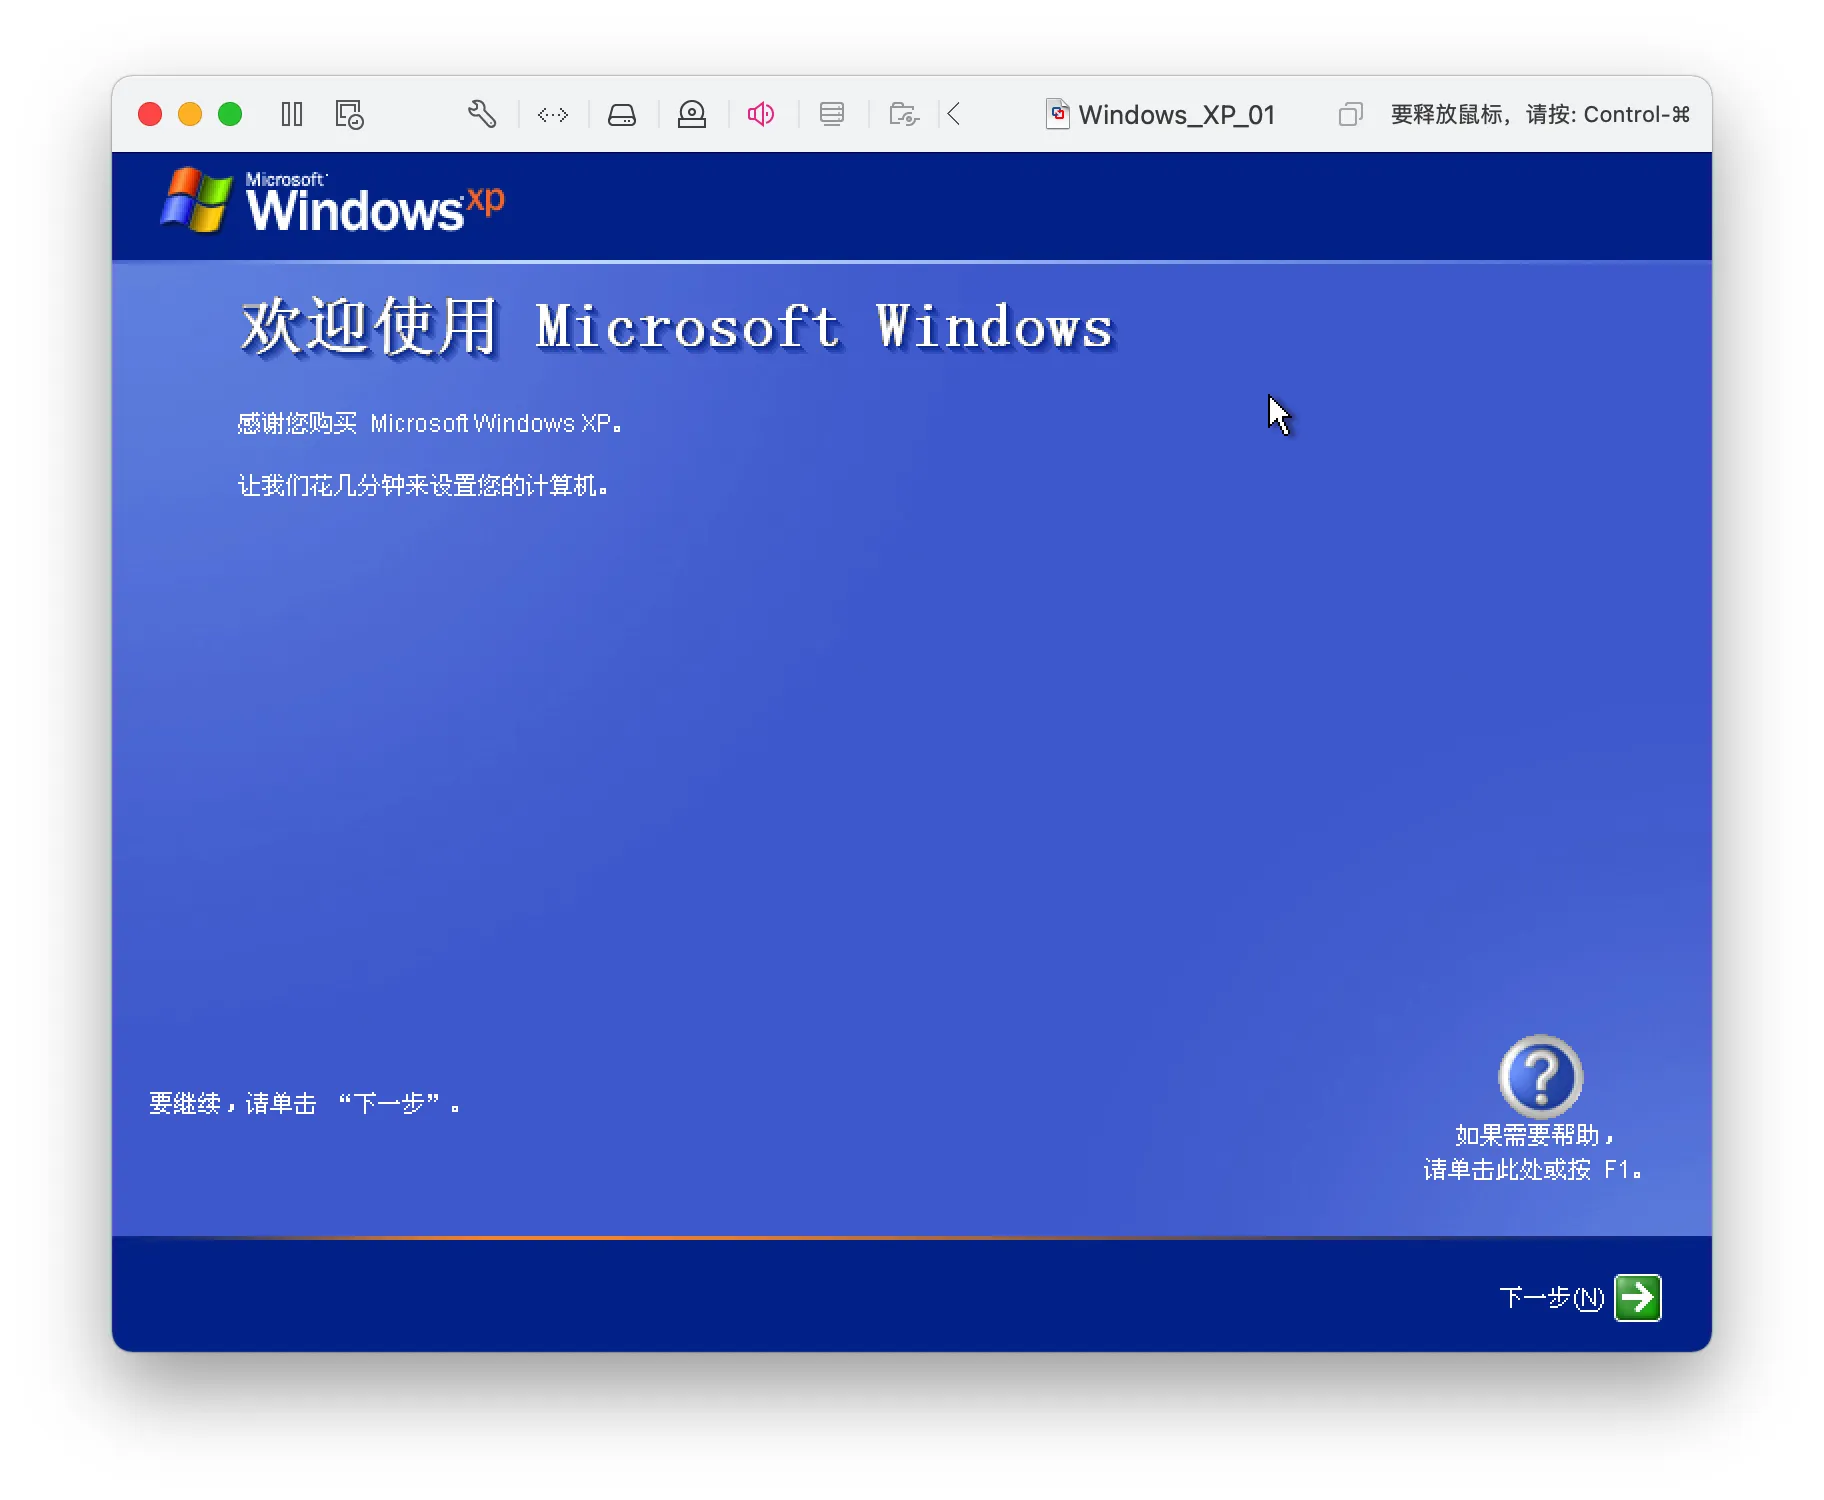 Windows_XP_01
要释放鼠标，请按: Control-⌘
Microsoft
Windows xp
欢迎使用 Microsoft Windows
感谢您购买 Microsoft Windows XP。
让我们花几分钟来设置您的计算机。
要继续，请单击 “下一步” 。
如果需要帮助，
请单击此处或按 F1。
下一步(N)